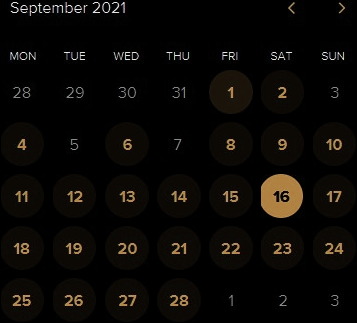 September 2021
MON TUE WED THU FRI SAT SUN
28 29 30 31 1 2 3
4 5 6 7 8 9 10
11 12 13 14 15 16 17
18 19 20 21 22 23 24
25 26 27 28 1 2 3